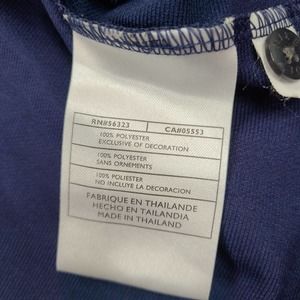 RN#56323 CA#05553
100% POLYESTER
EXCLUSIVE OF DECORATION
100% POLYESTER
SANS ORNEMENTS
100% POLIESTER
NO INCLUYE LA DECORACIÓN
FABRIQUE EN THAILANDE
HECHO EN TAILANDIA
MADE IN THAILAND